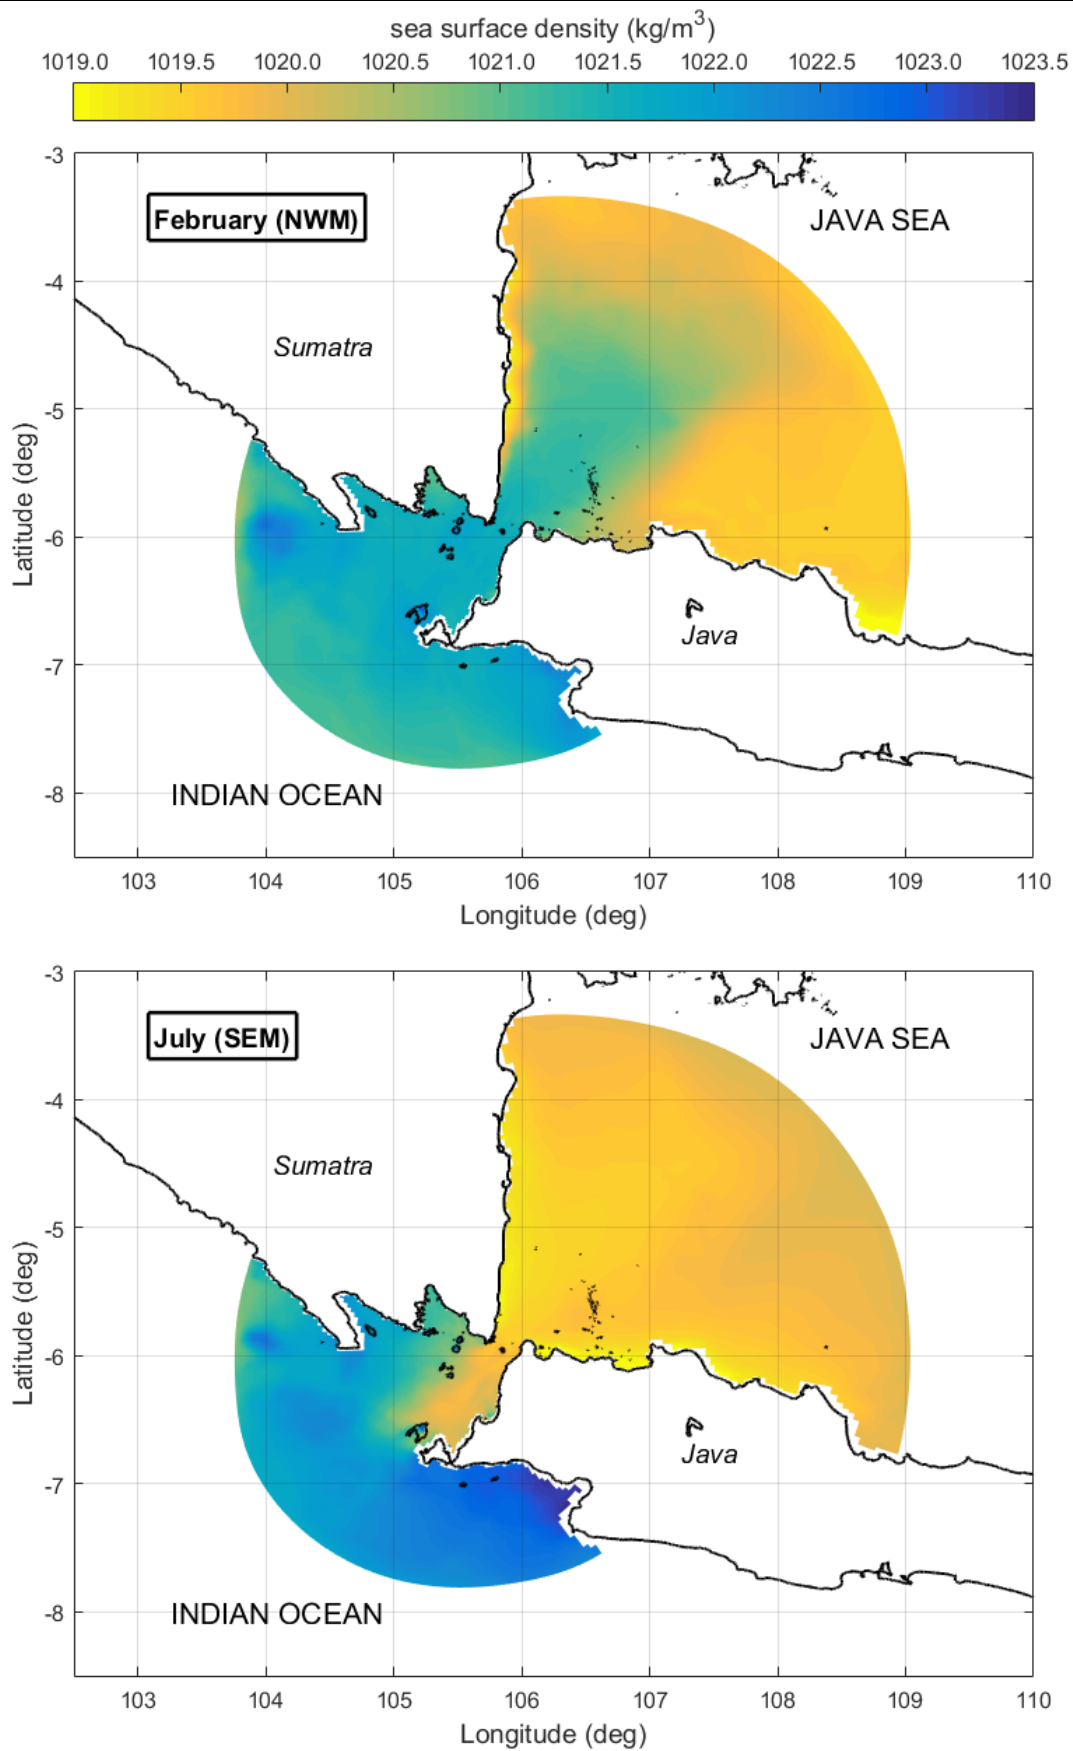 sea surface density (kg/m³)
1019.0 1019.5 1020.0 1020.5 1021.0 1021.5 1022.0 1022.5 1023.0 1023.5
-3
February (NWM)
JAVA SEA
-4
Sumatra
-5
Latitude (deg)
-6
Java
-7
INDIAN OCEAN
-8
103 104 105 106 107 108 109 110
Longitude (deg)
-3
July (SEM)
JAVA SEA
-4
Sumatra
-5
Latitude (deg)
-6
Java
-7
INDIAN OCEAN
-8
103 104 105 106 107 108 109 110
Longitude (deg)